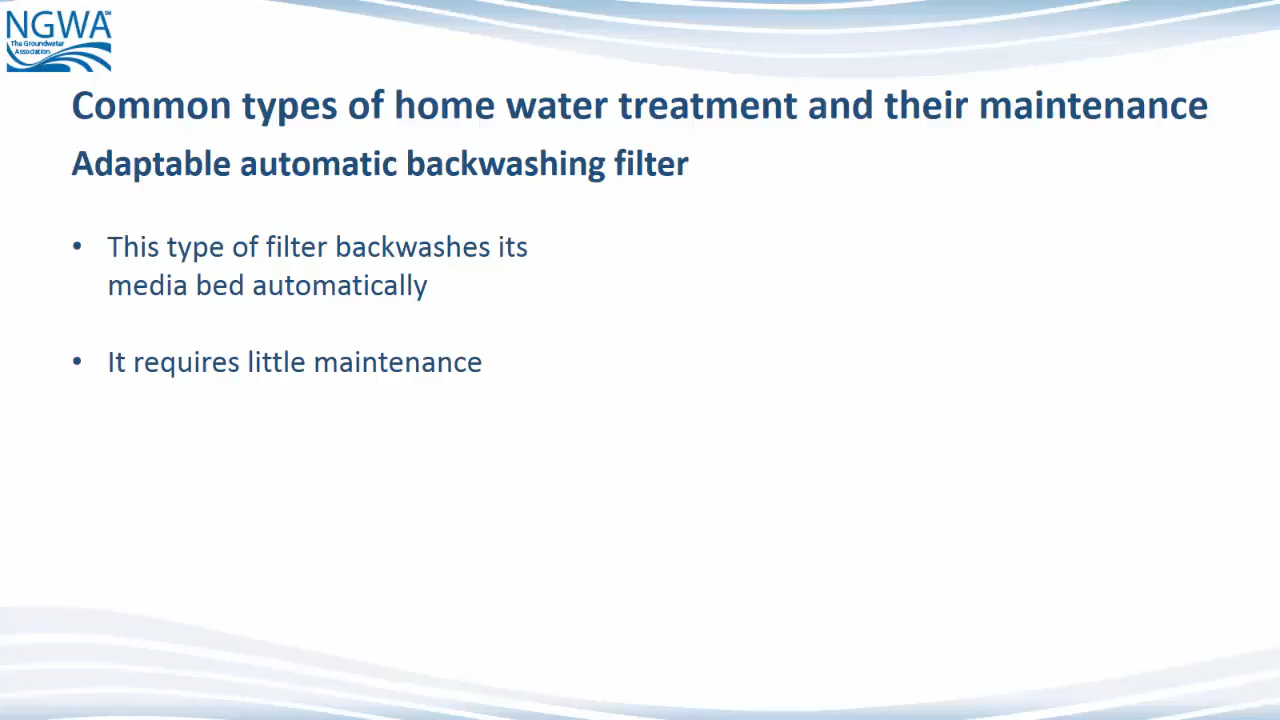 NGWA
The Groundwater
Association
Common types of home water treatment and their maintenance
Adaptable automatic backwashing filter
• This type of filter backwashes its
media bed automatically
• It requires little maintenance